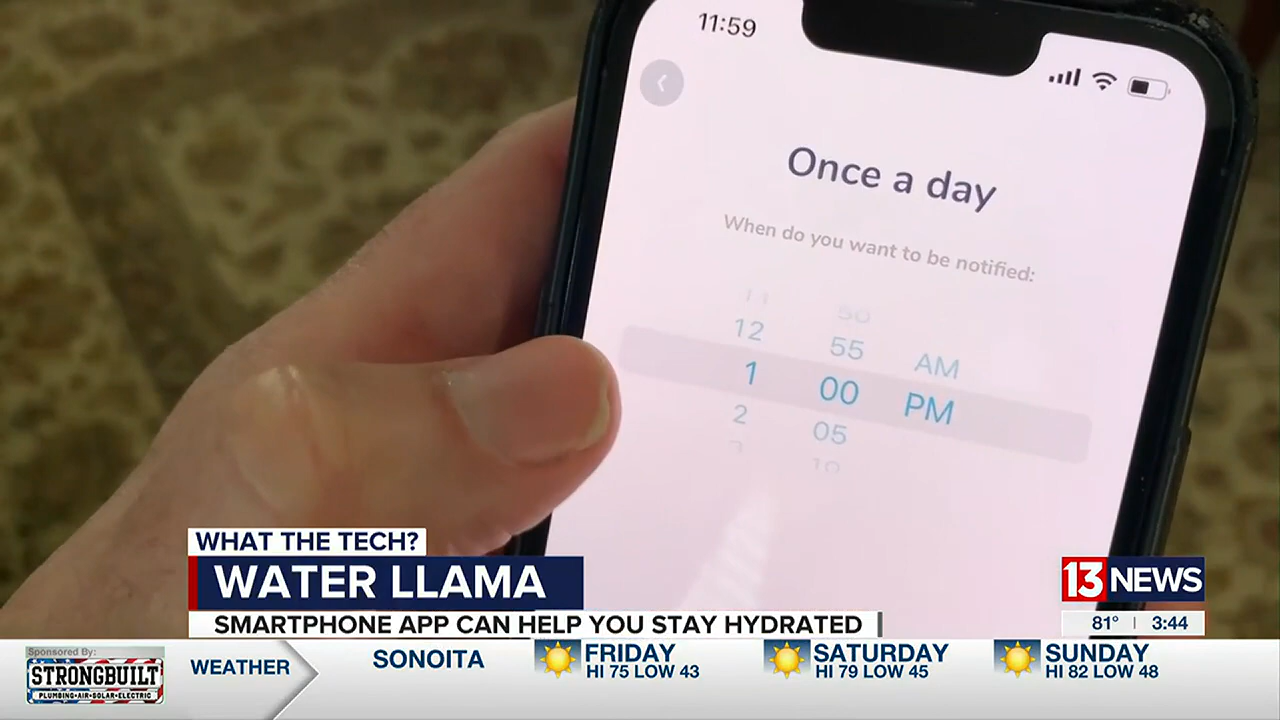 11:59
Once a day
When do you want to be notified:
11 50
12 55 AM
1 00 PM
2 05
10
WHAT THE TECH?
WATER LLAMA
SMARTPHONE APP CAN HELP YOU STAY HYDRATED
13 NEWS
81° | 3:44
Sponsored By:
STRONGBUILT
PLUMBING-AIR-SOLAR-ELECTRIC
WEATHER
SONOITA
FRIDAY
HI 75 LOW 43
SATURDAY
HI 79 LOW 45
SUNDAY
HI 82 LOW 48